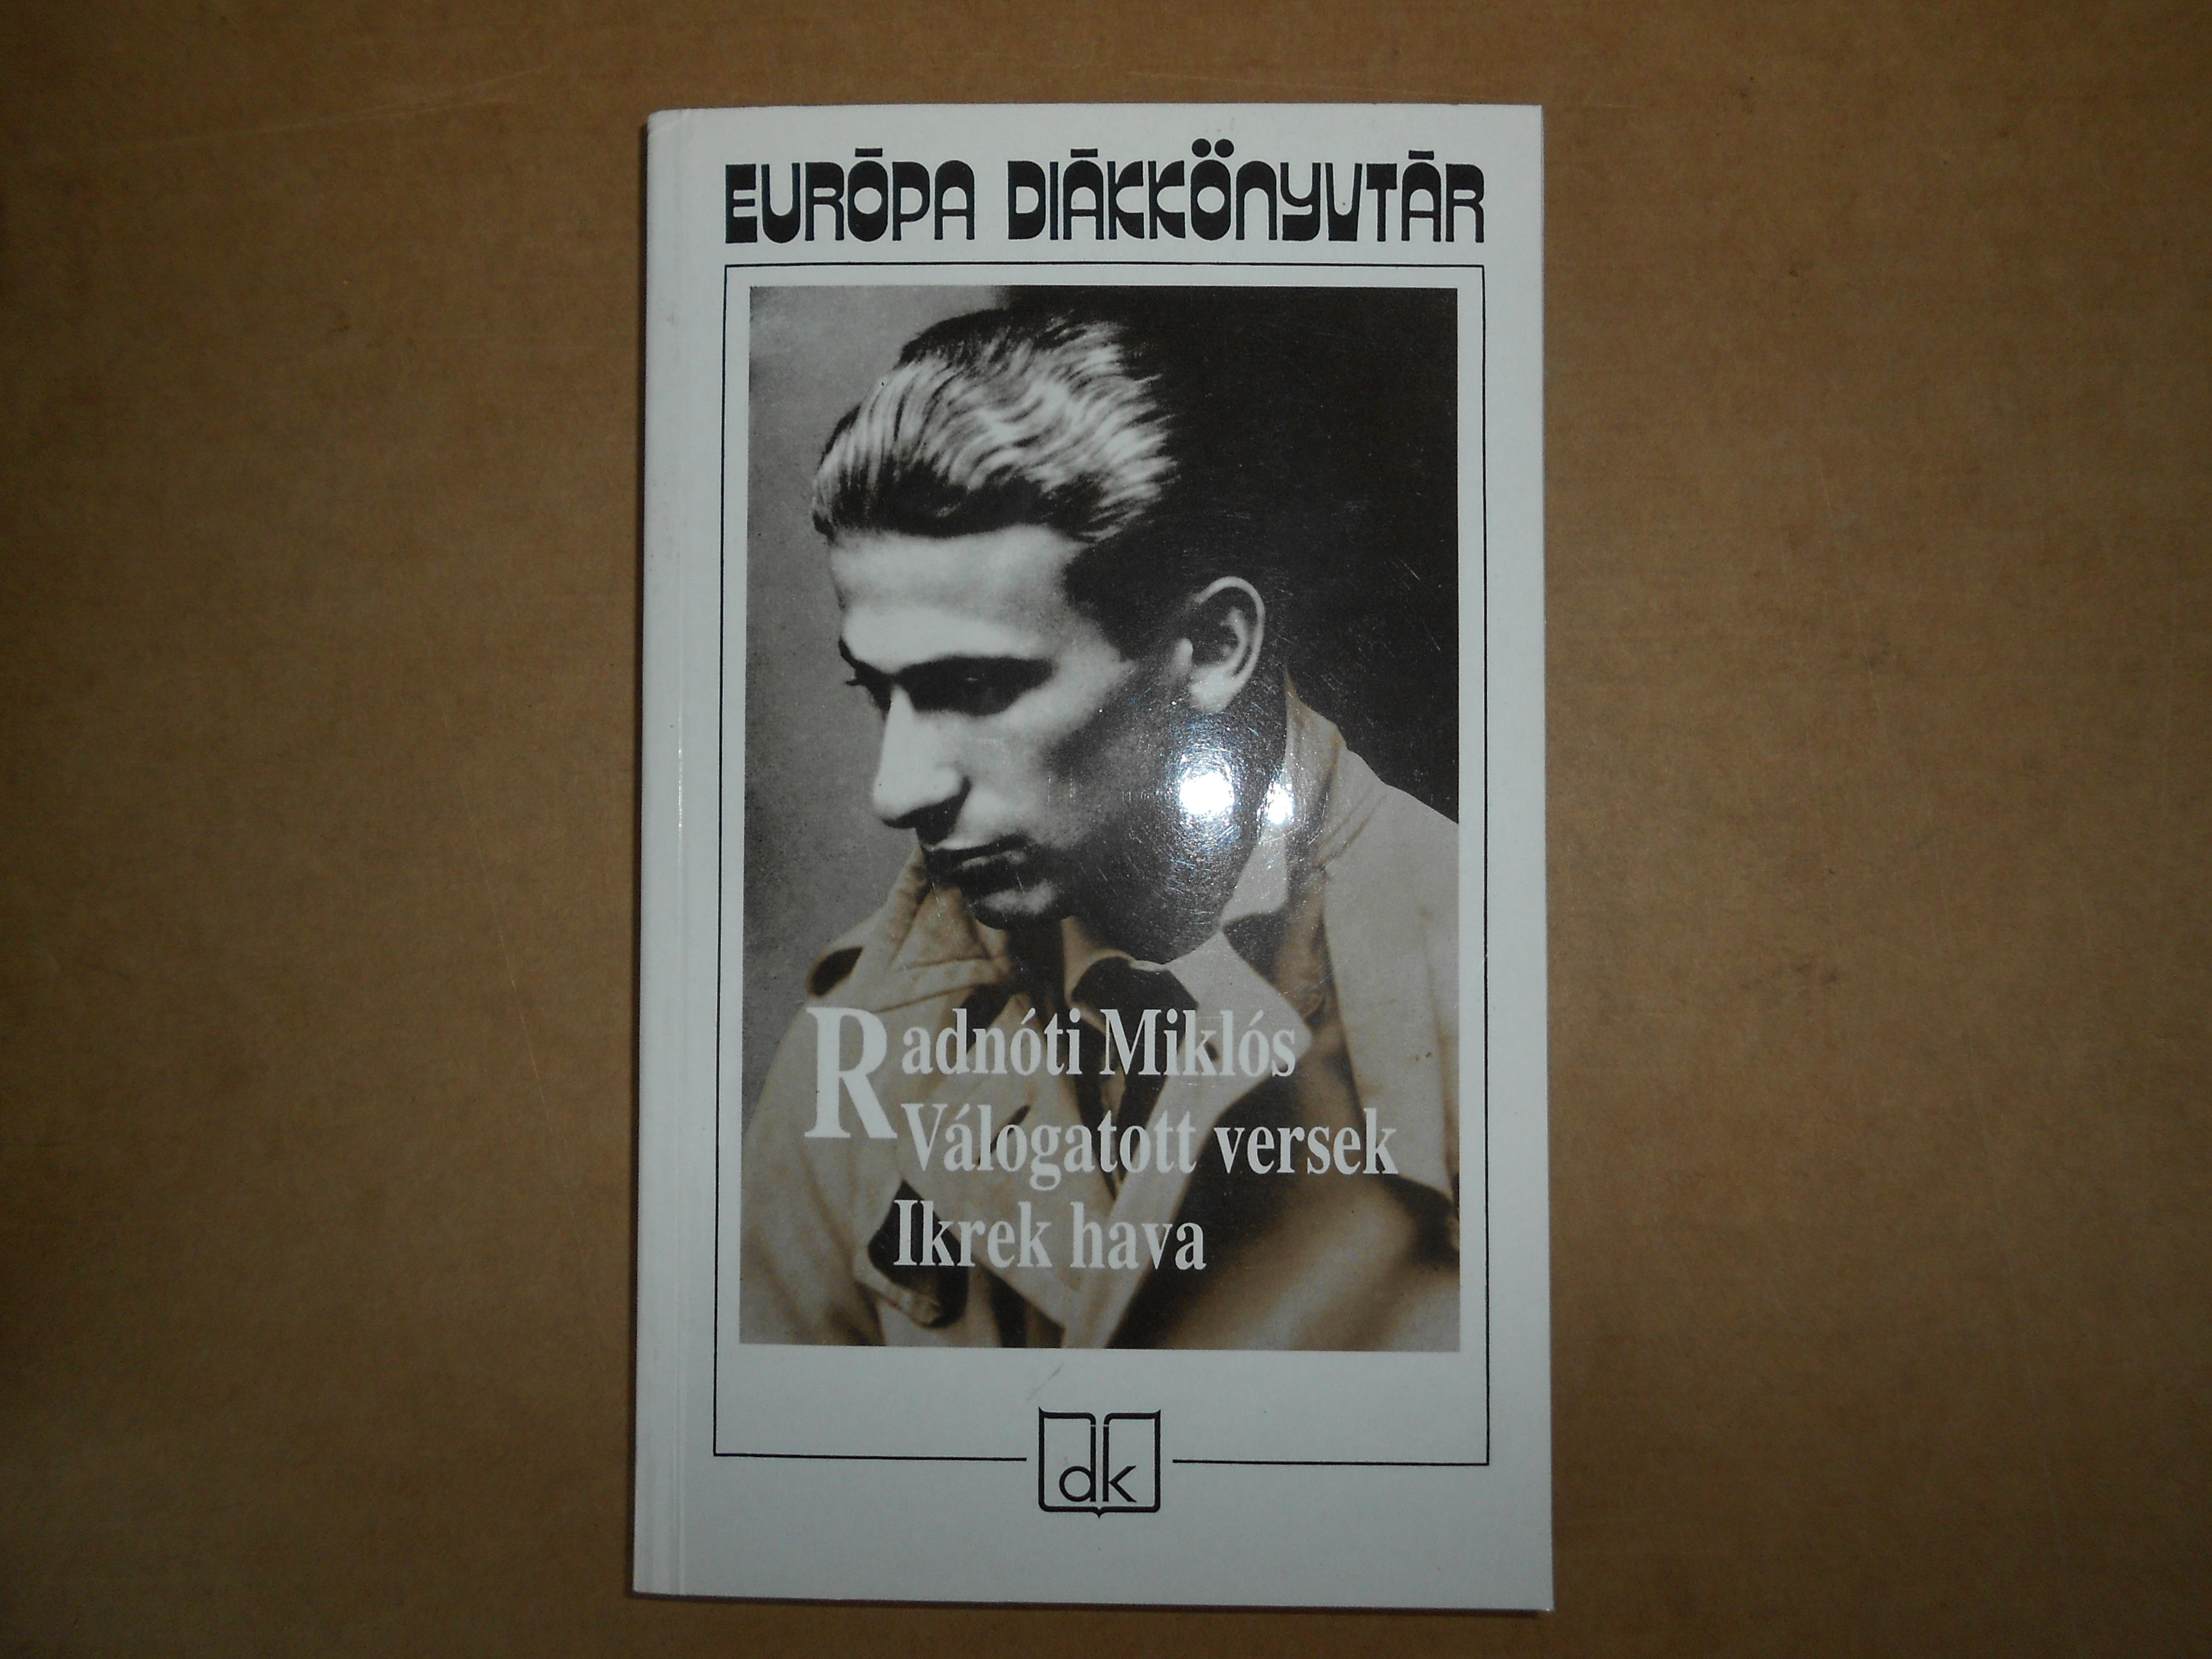 EURÓPA DIÁKKÖNYVTÁR
Radnóti Miklós
Válogatott versek
Ikrek hava
dk